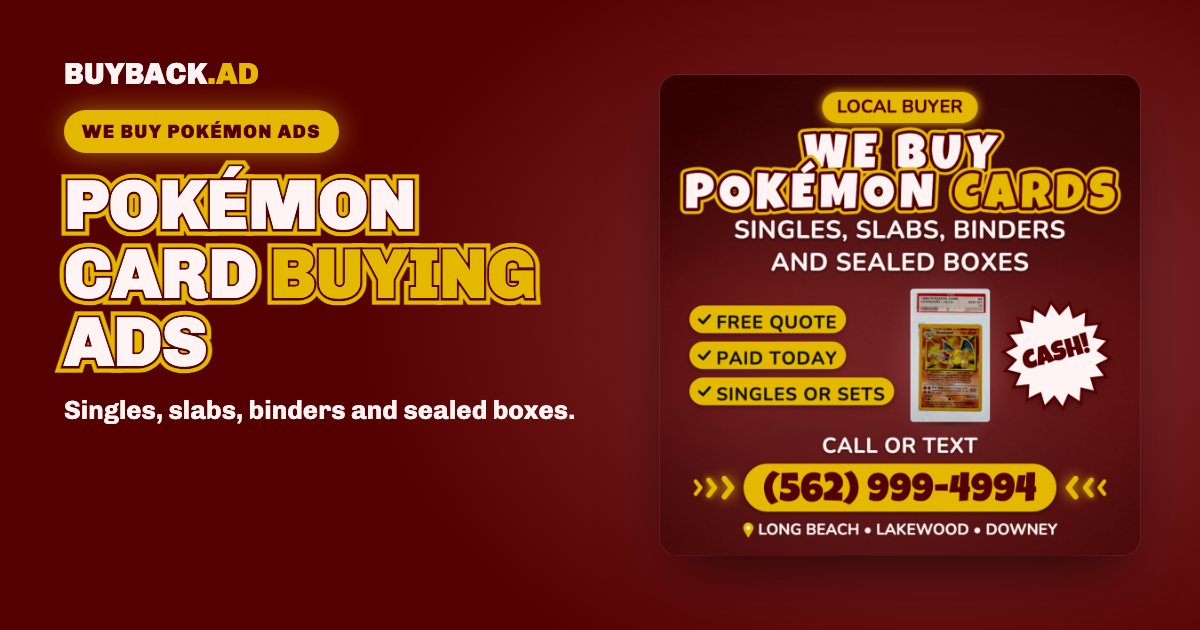 BUYBACK.AD
WE BUY POKÉMON ADS
POKÉMON
CARD BUYING
ADS
Singles, slabs, binders and sealed boxes.
LOCAL BUYER
WE BUY
POKÉMON CARDS
SINGLES, SLABS, BINDERS
AND SEALED BOXES
FREE QUOTE
PAID TODAY
SINGLES OR SETS
CASH!
CALL OR TEXT
(562) 999-4994
LONG BEACH • LAKEWOOD • DOWNEY